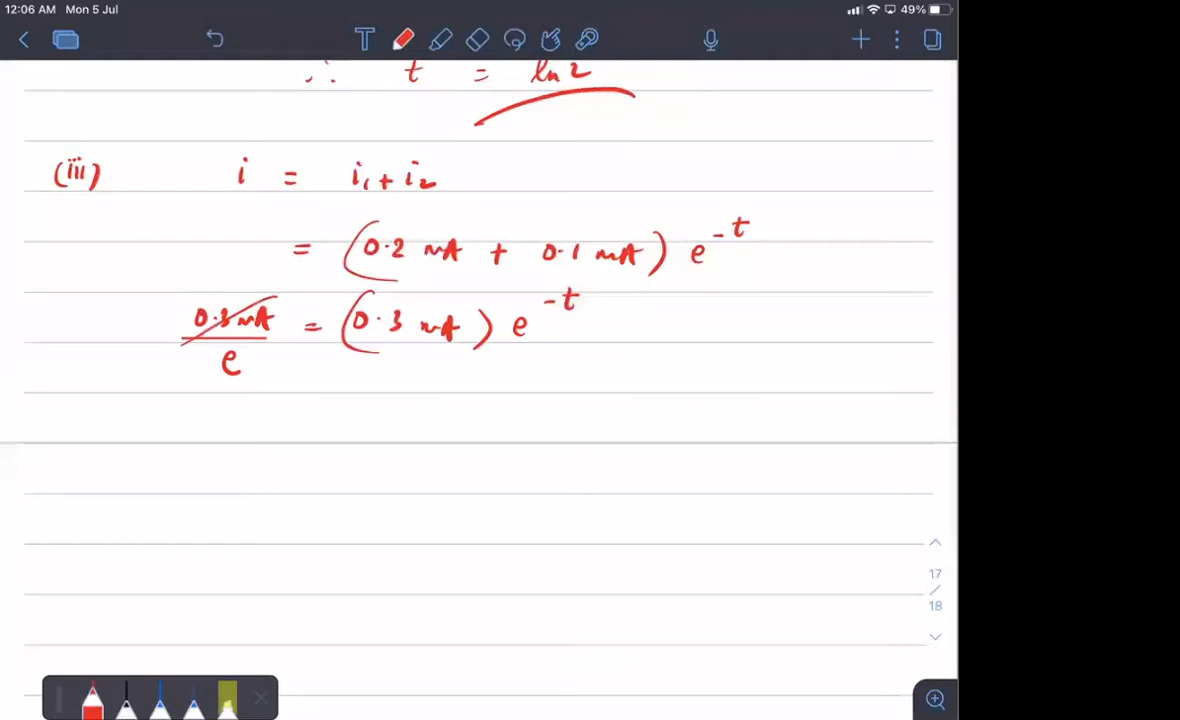 12:06 AM Mon 5 Jul 49%
T
∴ t = ln 2
(iii) i = i₁ + i₂
= (0.2 mA + 0.1 mA) e^-t
0.3 mA / e = (0.3 mA) e^-t
17
/
18